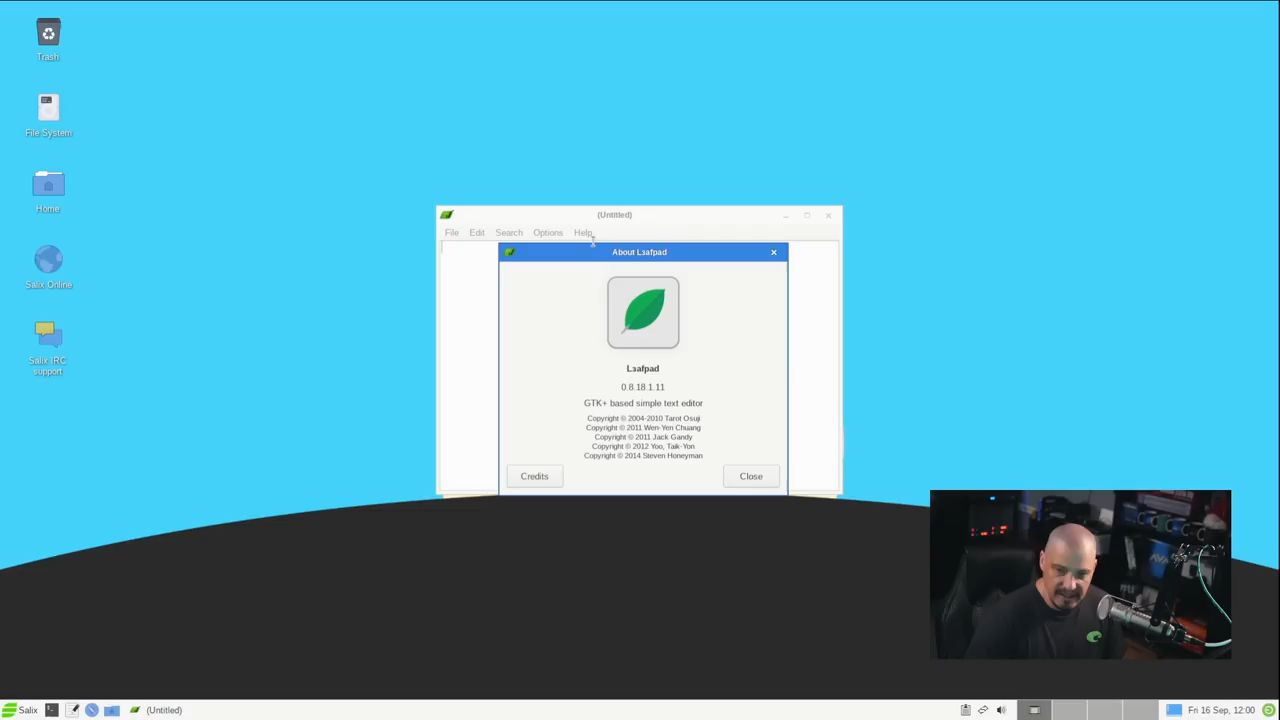 Trash
File System
Home
Salix Online
Salix IRC
support
(Untitled)
File Edit Search Options Help
About L3afpad
L3afpad
0.8.18.1.11
GTK+ based simple text editor
Copyright © 2004-2010 Tarot Osuji
Copyright © 2011 Wen-Yen Chuang
Copyright © 2011 Jack Gandy
Copyright © 2012 Yoo, Taik-Yon
Copyright © 2014 Steven Honeyman
Credits Close
Salix (Untitled) Fri 16 Sep, 12:00